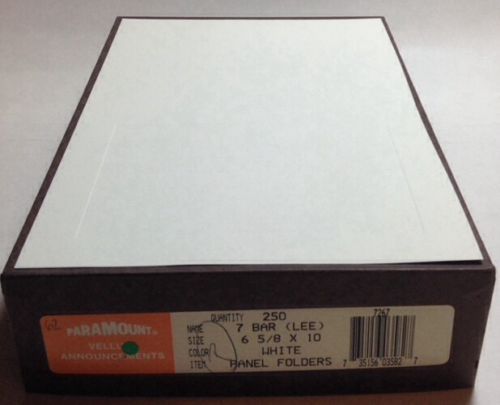 62
PARAMOUNT
VELLUM
ANNOUNCEMENTS
QUANTITY 250
NAME 7 BAR (LEE)
SIZE 6 5/8 X 10
COLOR WHITE
ITEM PANEL FOLDERS
7267
7 35156 03582 7